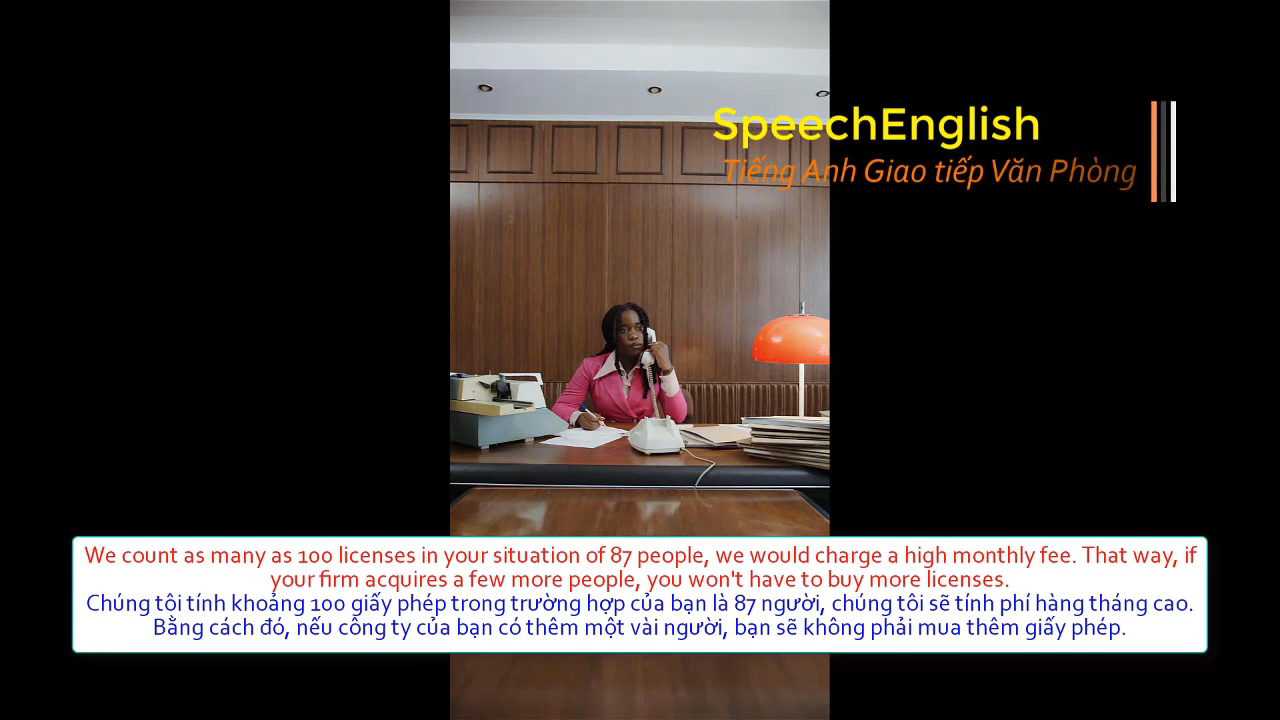 SpeechEnglish
Tiếng Anh Giao tiếp Văn Phòng
We count as many as 100 licenses in your situation of 87 people, we would charge a high monthly fee. That way, if
your firm acquires a few more people, you won't have to buy more licenses.
Chúng tôi tính khoảng 100 giấy phép trong trường hợp của bạn là 87 người, chúng tôi sẽ tính phí hàng tháng cao.
Bằng cách đó, nếu công ty của bạn có thêm một vài người, bạn sẽ không phải mua thêm giấy phép.